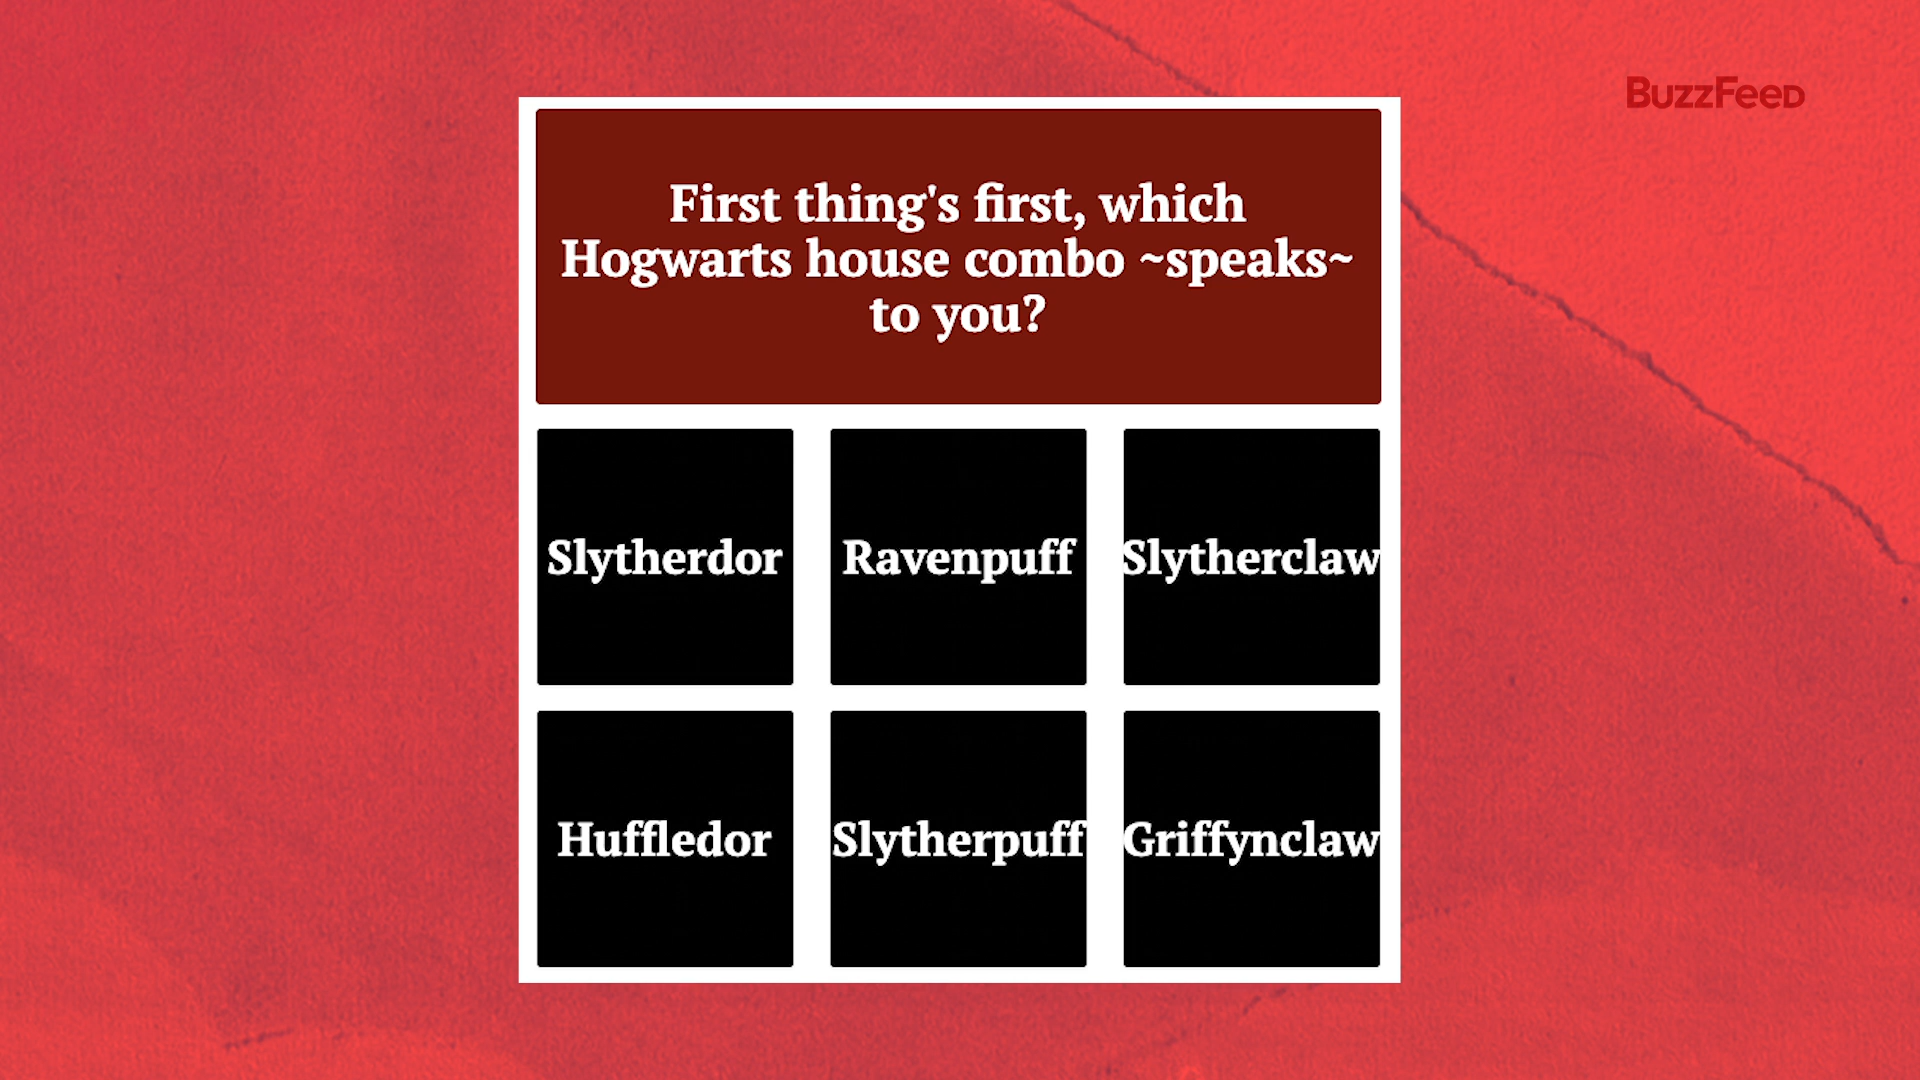 BuzzFeed
First thing's first, which
Hogwarts house combo ~speaks~
to you?
Slytherdor
Ravenpuff
Slytherclaw
Huffledor
Slytherpuff
Griffynclaw